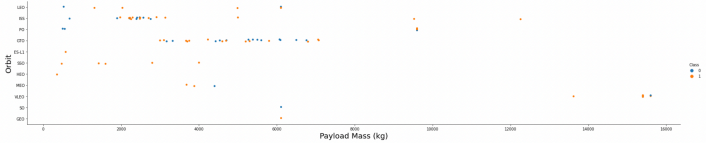 LEO
ISS
PO
GTO
ES-L1
SSO
HEO
MEO
VLEO
SO
GEO
Orbit
0
2000
4000
6000
8000
10000
12000
14000
16000
Payload Mass (kg)
Class
0
1